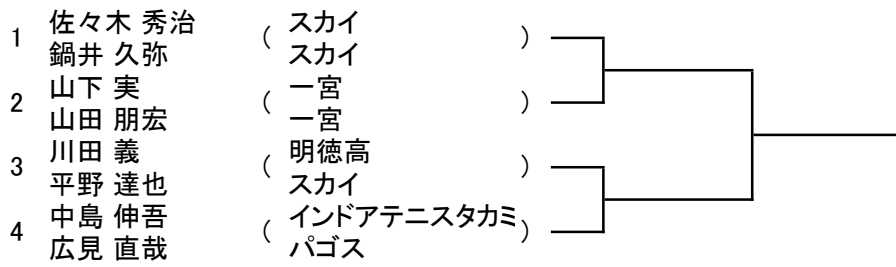 1 佐々木 秀治 ( スカイ )
鍋井 久弥 スカイ
2 山下 実 ( 一宮 )
山田 朋宏 一宮
3 川田 義 ( 明徳高 )
平野 達也 スカイ
4 中島 伸吾 ( インドアテニスタカミ )
広見 直哉 パゴス